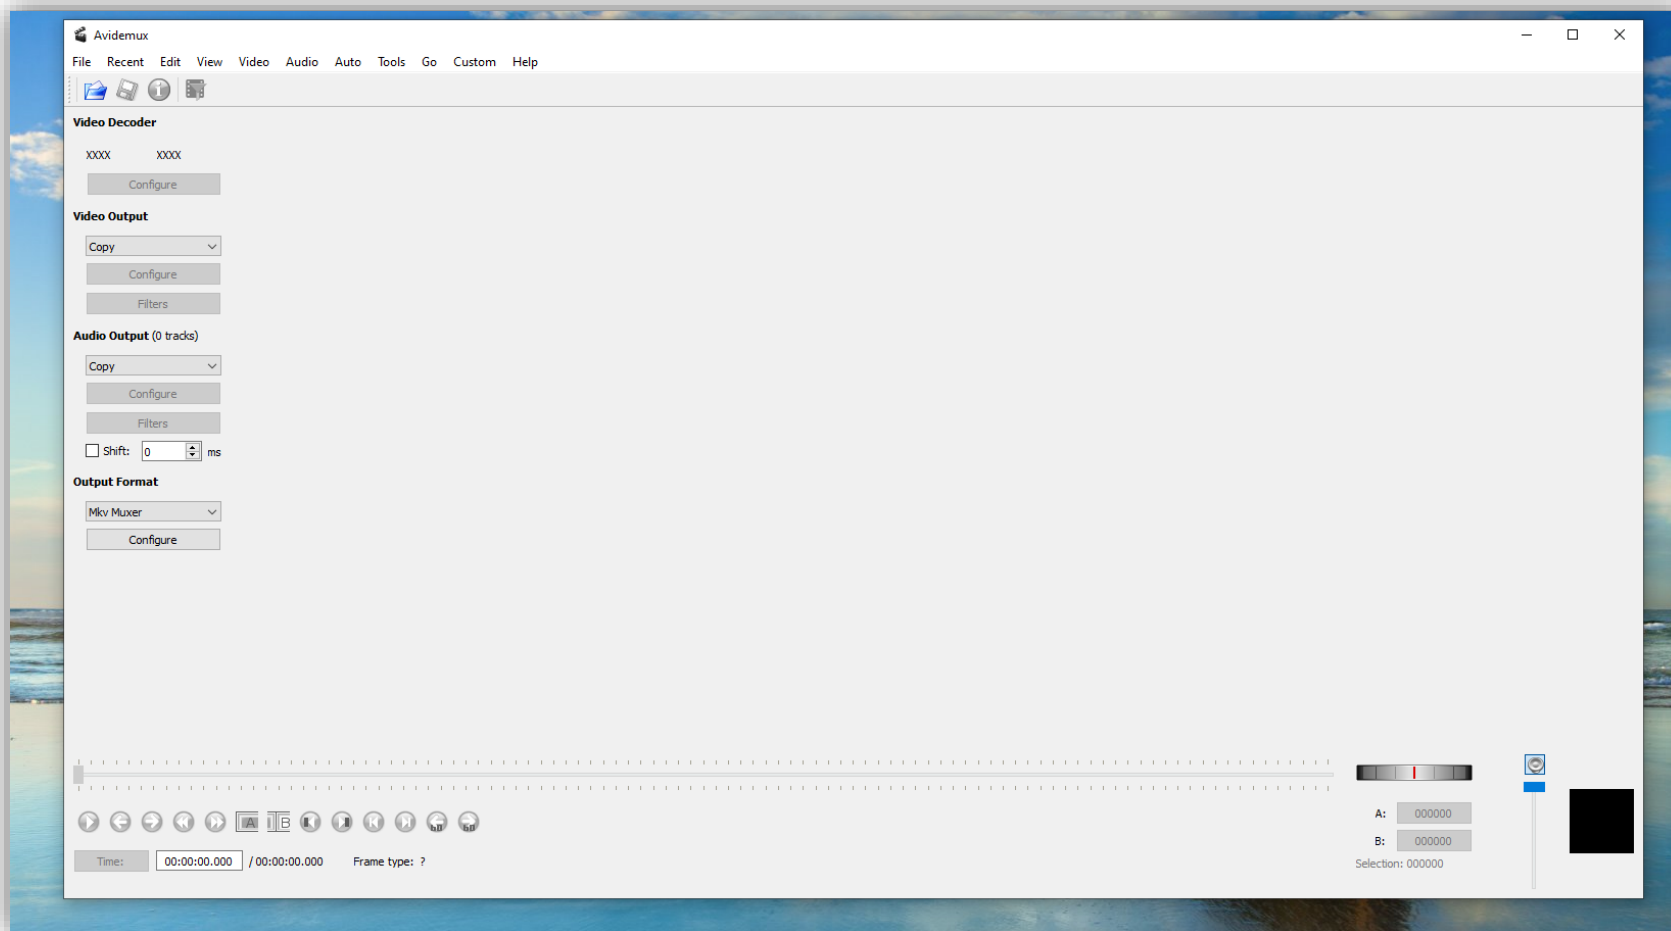 Avidemux
File Recent Edit View Video Audio Auto Tools Go Custom Help
Video Decoder
XXXX XXXX
Configure
Video Output
Copy
Configure
Filters
Audio Output (0 tracks)
Copy
Configure
Filters
Shift: 0 ms
Output Format
Mkv Muxer
Configure
A B 60 60
A: 000000
B: 000000
Time: 00:00:00.000 / 00:00:00.000 Frame type: ?
Selection: 000000